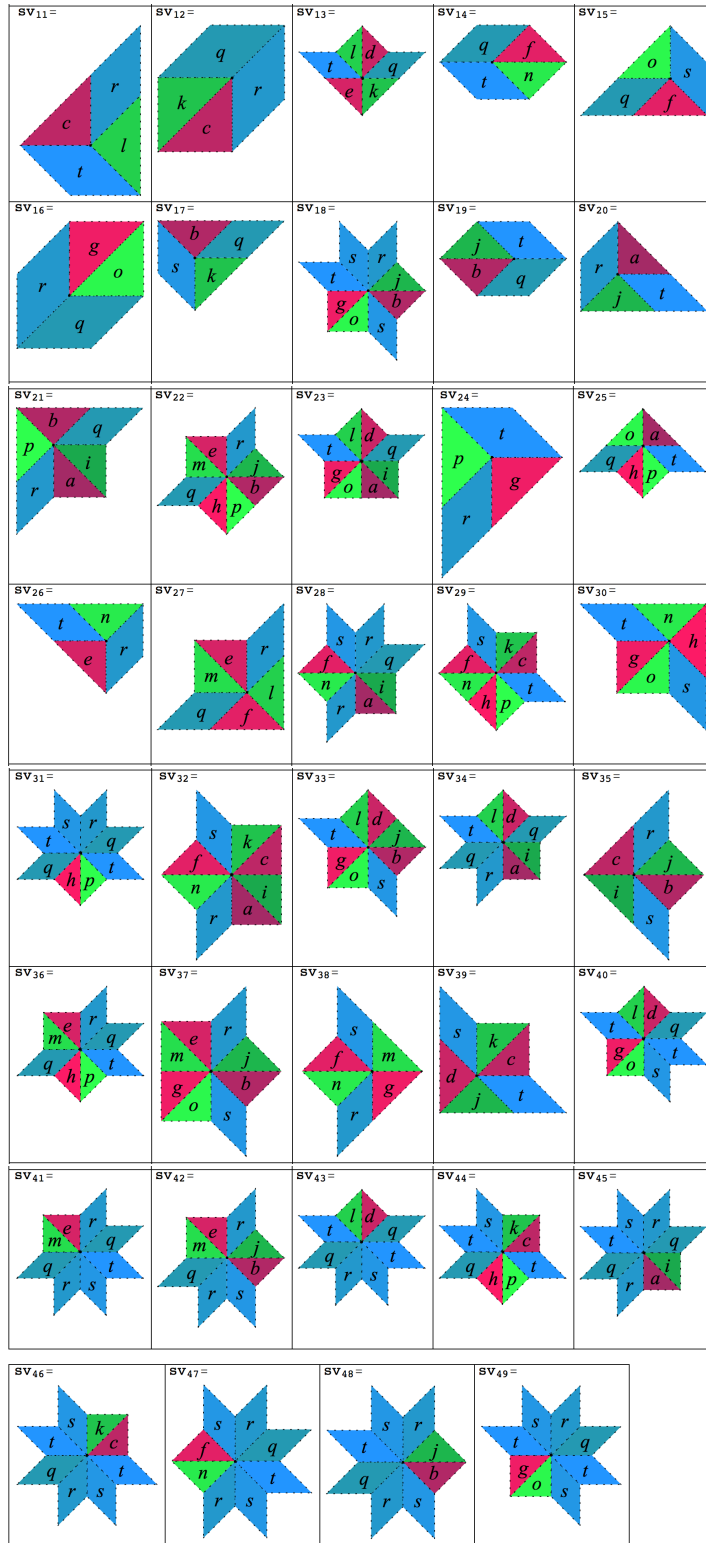 SV11= SV12= SV13= SV14= SV15=
r q l d q f o s
t q
c k r e k t n q f
c l
t
SV16= SV17= SV18= SV19= SV20=
g b q s r j t a
r o s k t j b b q r j t
q g o s
SV21= SV22= SV23= SV24= SV25=
b q e r l d t o a
p i m j t q p g q h p t
r a q h p b g o a i r
SV26= SV27= SV28= SV29= SV30=
t n e r s r s k t n
e r m l f q f c g h
q f n r a i n h p t o s
SV31= SV32= SV33= SV34= SV35=
s r s k l d l d r
t q f c t j t q c j
q h p t n i g o b q r a i i b
r a s s
SV36= SV37= SV38= SV39= SV40=
e r e r s s k l d
m q m j f m d c t q
q h p t g o b s n r g j t g o s t
SV41= SV42= SV43= SV44= SV45=
e r e r l d s k s r
m q m j t q t c t q
q r s t q r s b q r s t q h p t q r a i
SV46= SV47= SV48= SV49=
s k s r s r s r
t c f q t j t q
q r s t n r s t q r s b g o s t